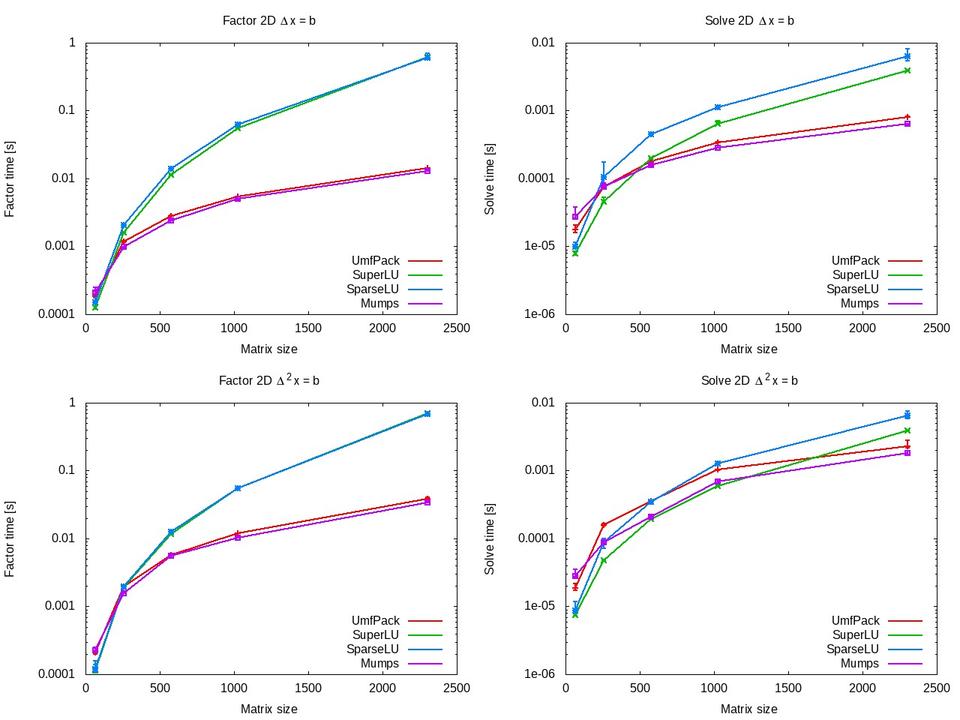 Factor 2D Δ x = b
Factor time [s]
1
0.1
0.01
0.001
0.0001
UmfPack
SuperLU
SparseLU
Mumps
0 500 1000 1500 2000 2500
Matrix size
Solve 2D Δ x = b
Solve time [s]
0.01
0.001
0.0001
1e-05
1e-06
UmfPack
SuperLU
SparseLU
Mumps
0 500 1000 1500 2000 2500
Matrix size
Factor 2D Δ² x = b
Factor time [s]
1
0.1
0.01
0.001
0.0001
UmfPack
SuperLU
SparseLU
Mumps
0 500 1000 1500 2000 2500
Matrix size
Solve 2D Δ² x = b
Solve time [s]
0.01
0.001
0.0001
1e-05
1e-06
UmfPack
SuperLU
SparseLU
Mumps
0 500 1000 1500 2000 2500
Matrix size